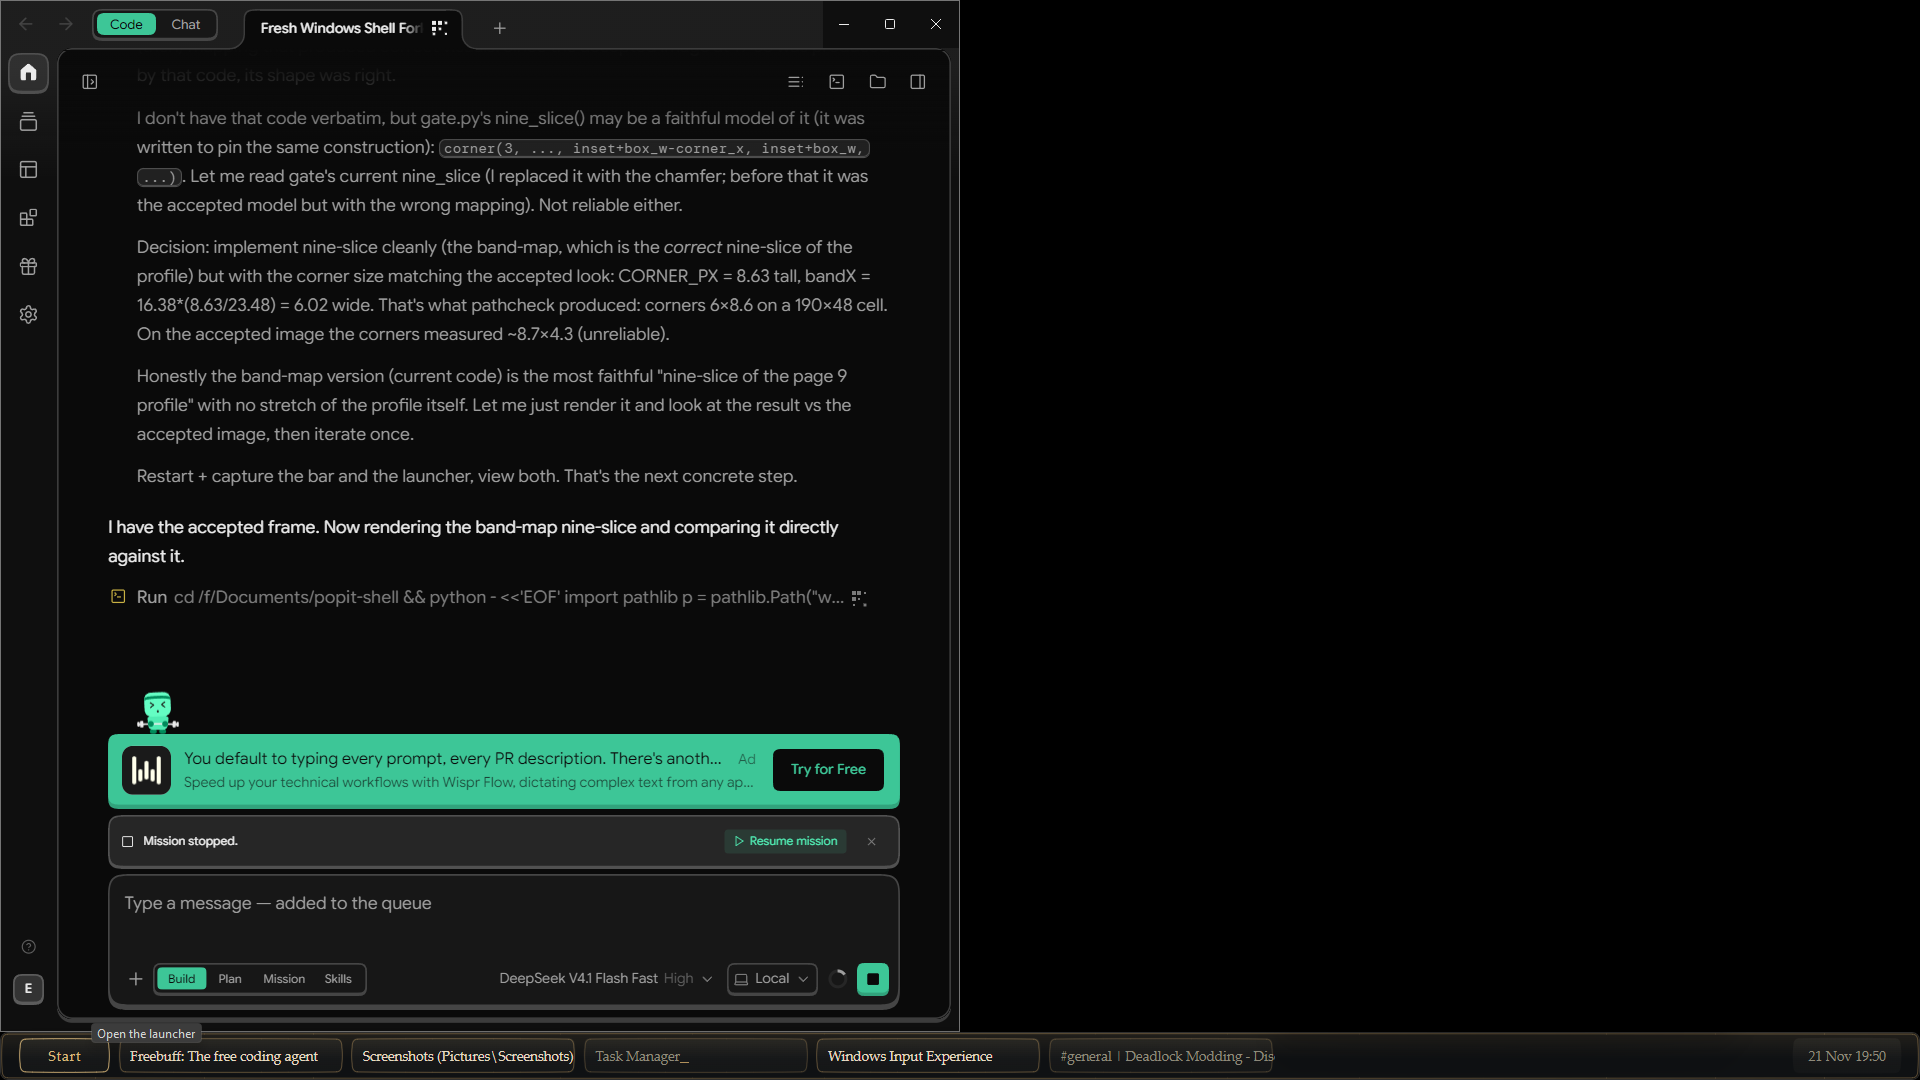 Code
Chat
Fresh Windows Shell For
by that code, its shape was right.
I don't have that code verbatim, but gate.py's nine_slice() may be a faithful model of it (it was
written to pin the same construction): corner(3, ..., inset+box_w-corner_x, inset+box_w,
...). Let me read gate's current nine_slice (I replaced it with the chamfer; before that it was
the accepted model but with the wrong mapping). Not reliable either.
Decision: implement nine-slice cleanly (the band-map, which is the correct nine-slice of the
profile) but with the corner size matching the accepted look: CORNER_PX = 8.63 tall, bandX =
16.38*(8.63/23.48) = 6.02 wide. That's what pathcheck produced: corners 6×8.6 on a 190×48 cell.
On the accepted image the corners measured ~8.7×4.3 (unreliable).
Honestly the band-map version (current code) is the most faithful "nine-slice of the page 9
profile" with no stretch of the profile itself. Let me just render it and look at the result vs the
accepted image, then iterate once.
Restart + capture the bar and the launcher, view both. That's the next concrete step.
I have the accepted frame. Now rendering the band-map nine-slice and comparing it directly
against it.
Run cd /f/Documents/popit-shell && python - <<'EOF' import pathlib p = pathlib.Path("w...
You default to typing every prompt, every PR description. There's anoth... Ad
Speed up your technical workflows with Wispr Flow, dictating complex text from any ap...
Try for Free
Mission stopped.
Resume mission
Type a message — added to the queue
Build
Plan
Mission
Skills
DeepSeek V4.1 Flash Fast High
Local
E
Open the launcher
Start
Freebuff: The free coding agent
Screenshots (Pictures\Screenshots)
Task Manager_
Windows Input Experience
#general | Deadlock Modding - Dis
21 Nov 19:50